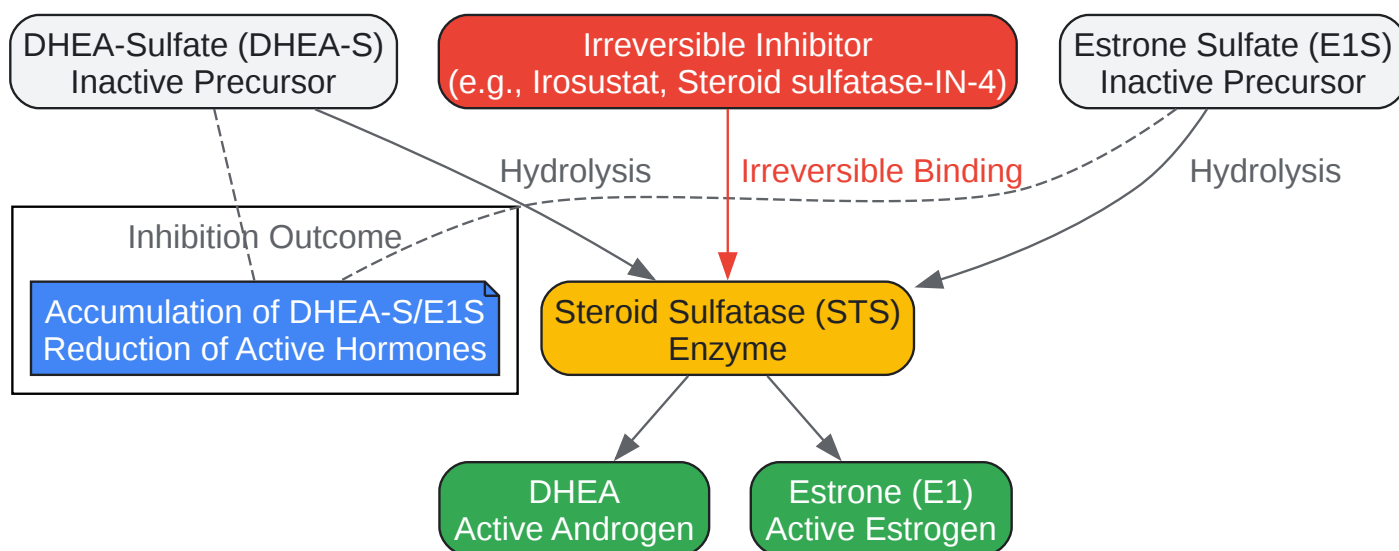 DHEA-Sulfate (DHEA-S)
Inactive Precursor
Irreversible Inhibitor
(e.g., Irosustat, Steroid sulfatase-IN-4)
Estrone Sulfate (E1S)
Inactive Precursor
Hydrolysis
Irreversible Binding
Hydrolysis
Inhibition Outcome
Accumulation of DHEA-S/E1S
Reduction of Active Hormones
Steroid Sulfatase (STS)
Enzyme
DHEA
Active Androgen
Estrone (E1)
Active Estrogen